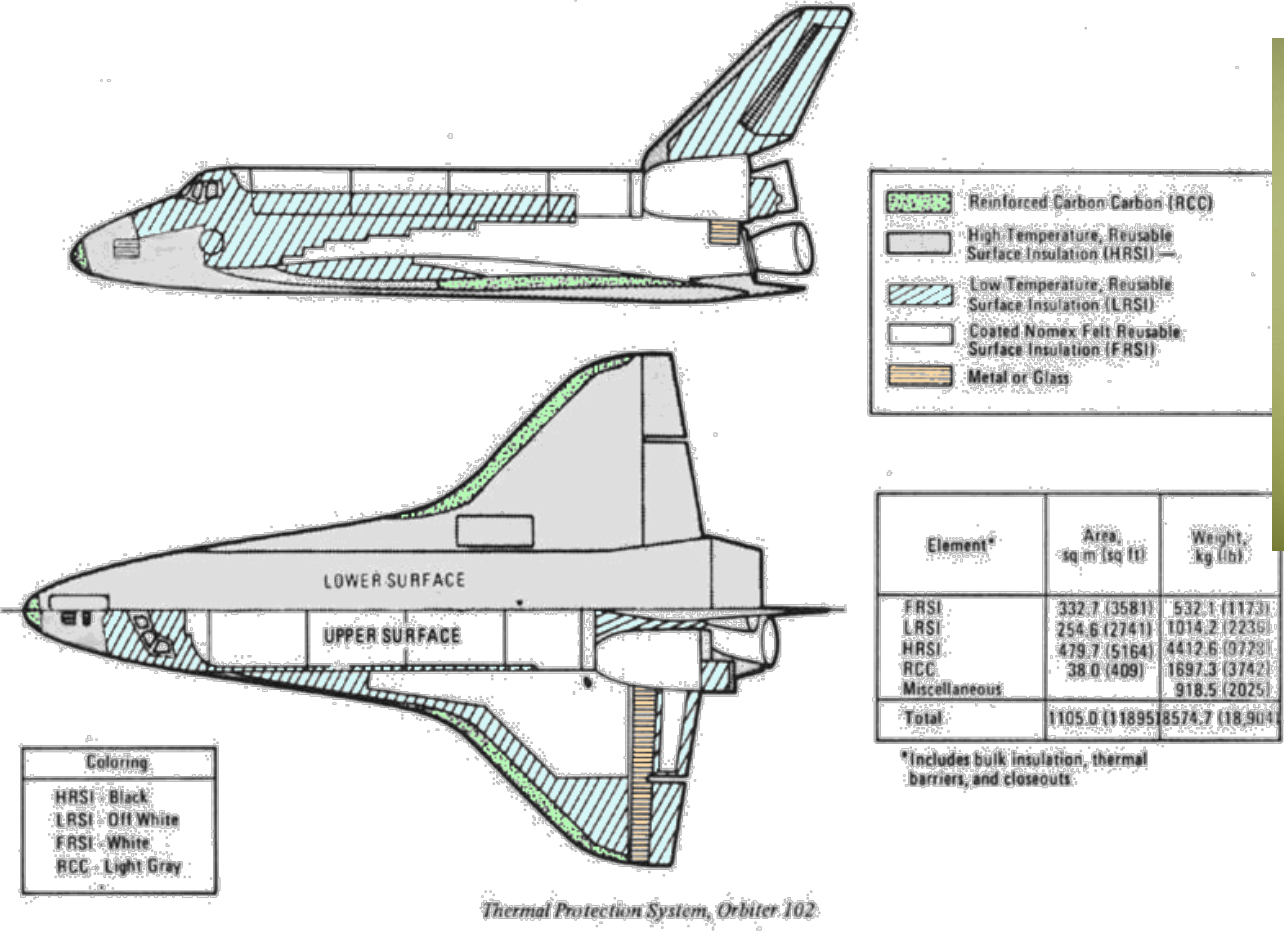 Reinforced Carbon Carbon (RCC)
High Temperature, Reusable
Surface Insulation (HRSI) —
Low Temperature, Reusable
Surface Insulation (LRSI)
Coated Nomex Felt Reusable
Surface Insulation (FRSI)
Metal or Glass
LOWER SURFACE
UPPER SURFACE
Element* Area, sq m (sq ft) Weight, kg (lb)
FRSI 332.7 (3581) 532.1 (1173)
LRSI 254.6 (2741) 1014.2 (2236)
HRSI 479.7 (5164) 4412.6
RCC 38.0 (409) 1697.3 (3742)
Miscellaneous 918.5 (2025)
Total 1105.0 (11895) 8574.7 (18,904)
*Includes bulk insulation, thermal
barriers, and closeouts
Coloring
HRSI - Black
LRSI - Off White
FRSI - White
RCC - Light Gray
Thermal Protection System, Orbiter 102